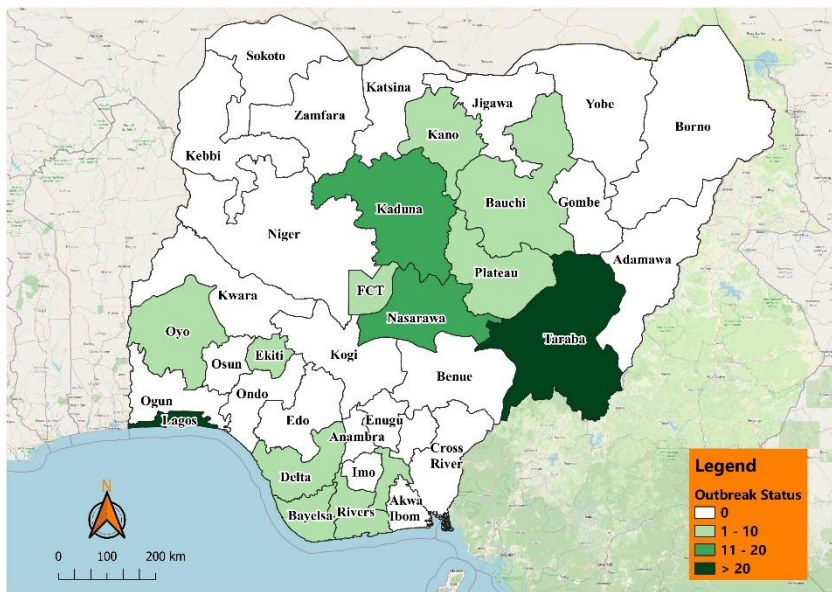 Sokoto
Katsina
Jigawa
Yobe
Zamfara
Kano
Borno
Kebbi
Kaduna
Bauchi
Gombe
Niger
Adamawa
Plateau
FCT
Kwara
Nasarawa
Oyo
Taraba
Ekiti
Kogi
Osun
Benue
Ogun
Ondo
Lagos
Edo
Enugu
Anambra
Cross
River
Delta
Imo
Akwa
Ibom
Bayelsa
Rivers
N
0 100 200 km
Legend
Outbreak Status
0
1 - 10
11 - 20
> 20